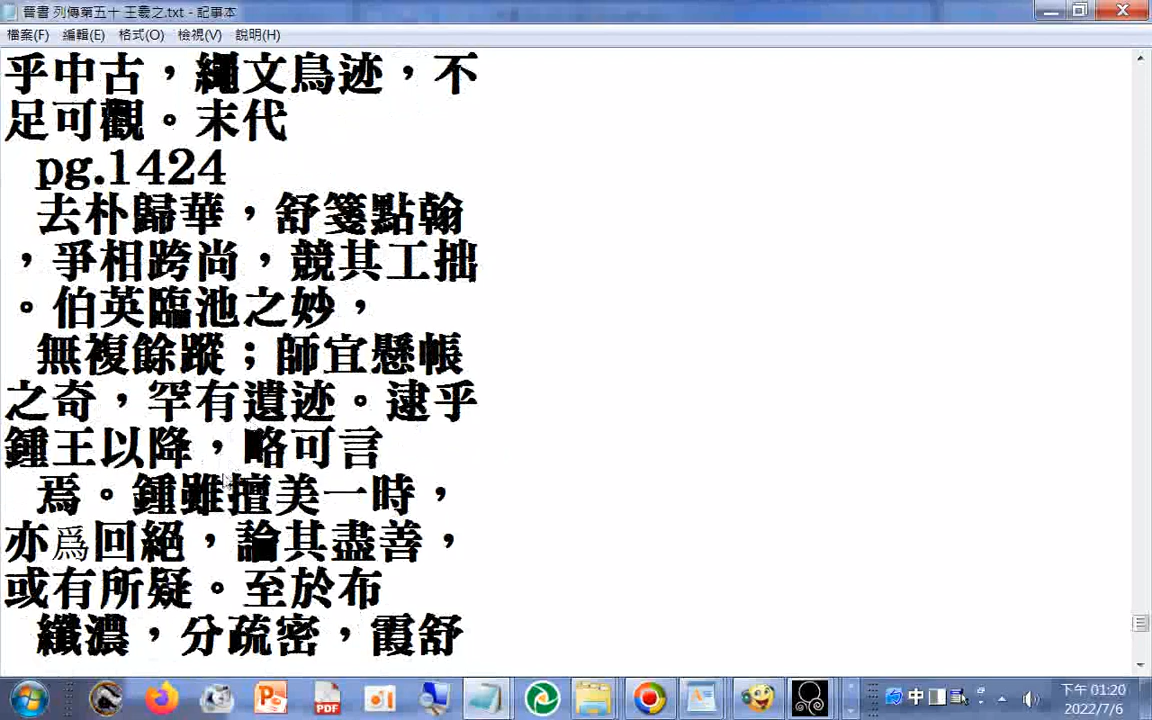 晉書 列傳第五十 王羲之.txt - 記事本
檔案(F) 編輯(E) 格式(O) 檢視(V) 說明(H)
乎中古，繩文鳥迹，不
足可觀。末代
pg.1424
去朴歸華，舒箋點翰
，爭相跨尚，競其工拙
。伯英臨池之妙，
無複餘蹤；師宜懸帳
之奇，罕有遺迹。逮乎
鍾王以降，略可言
焉。鍾雖擅美一時，
亦爲回絕，論其盡善，
或有所疑。至於布
纖濃，分疏密，霞舒
PDF
中
下午 01:20
2022/7/6